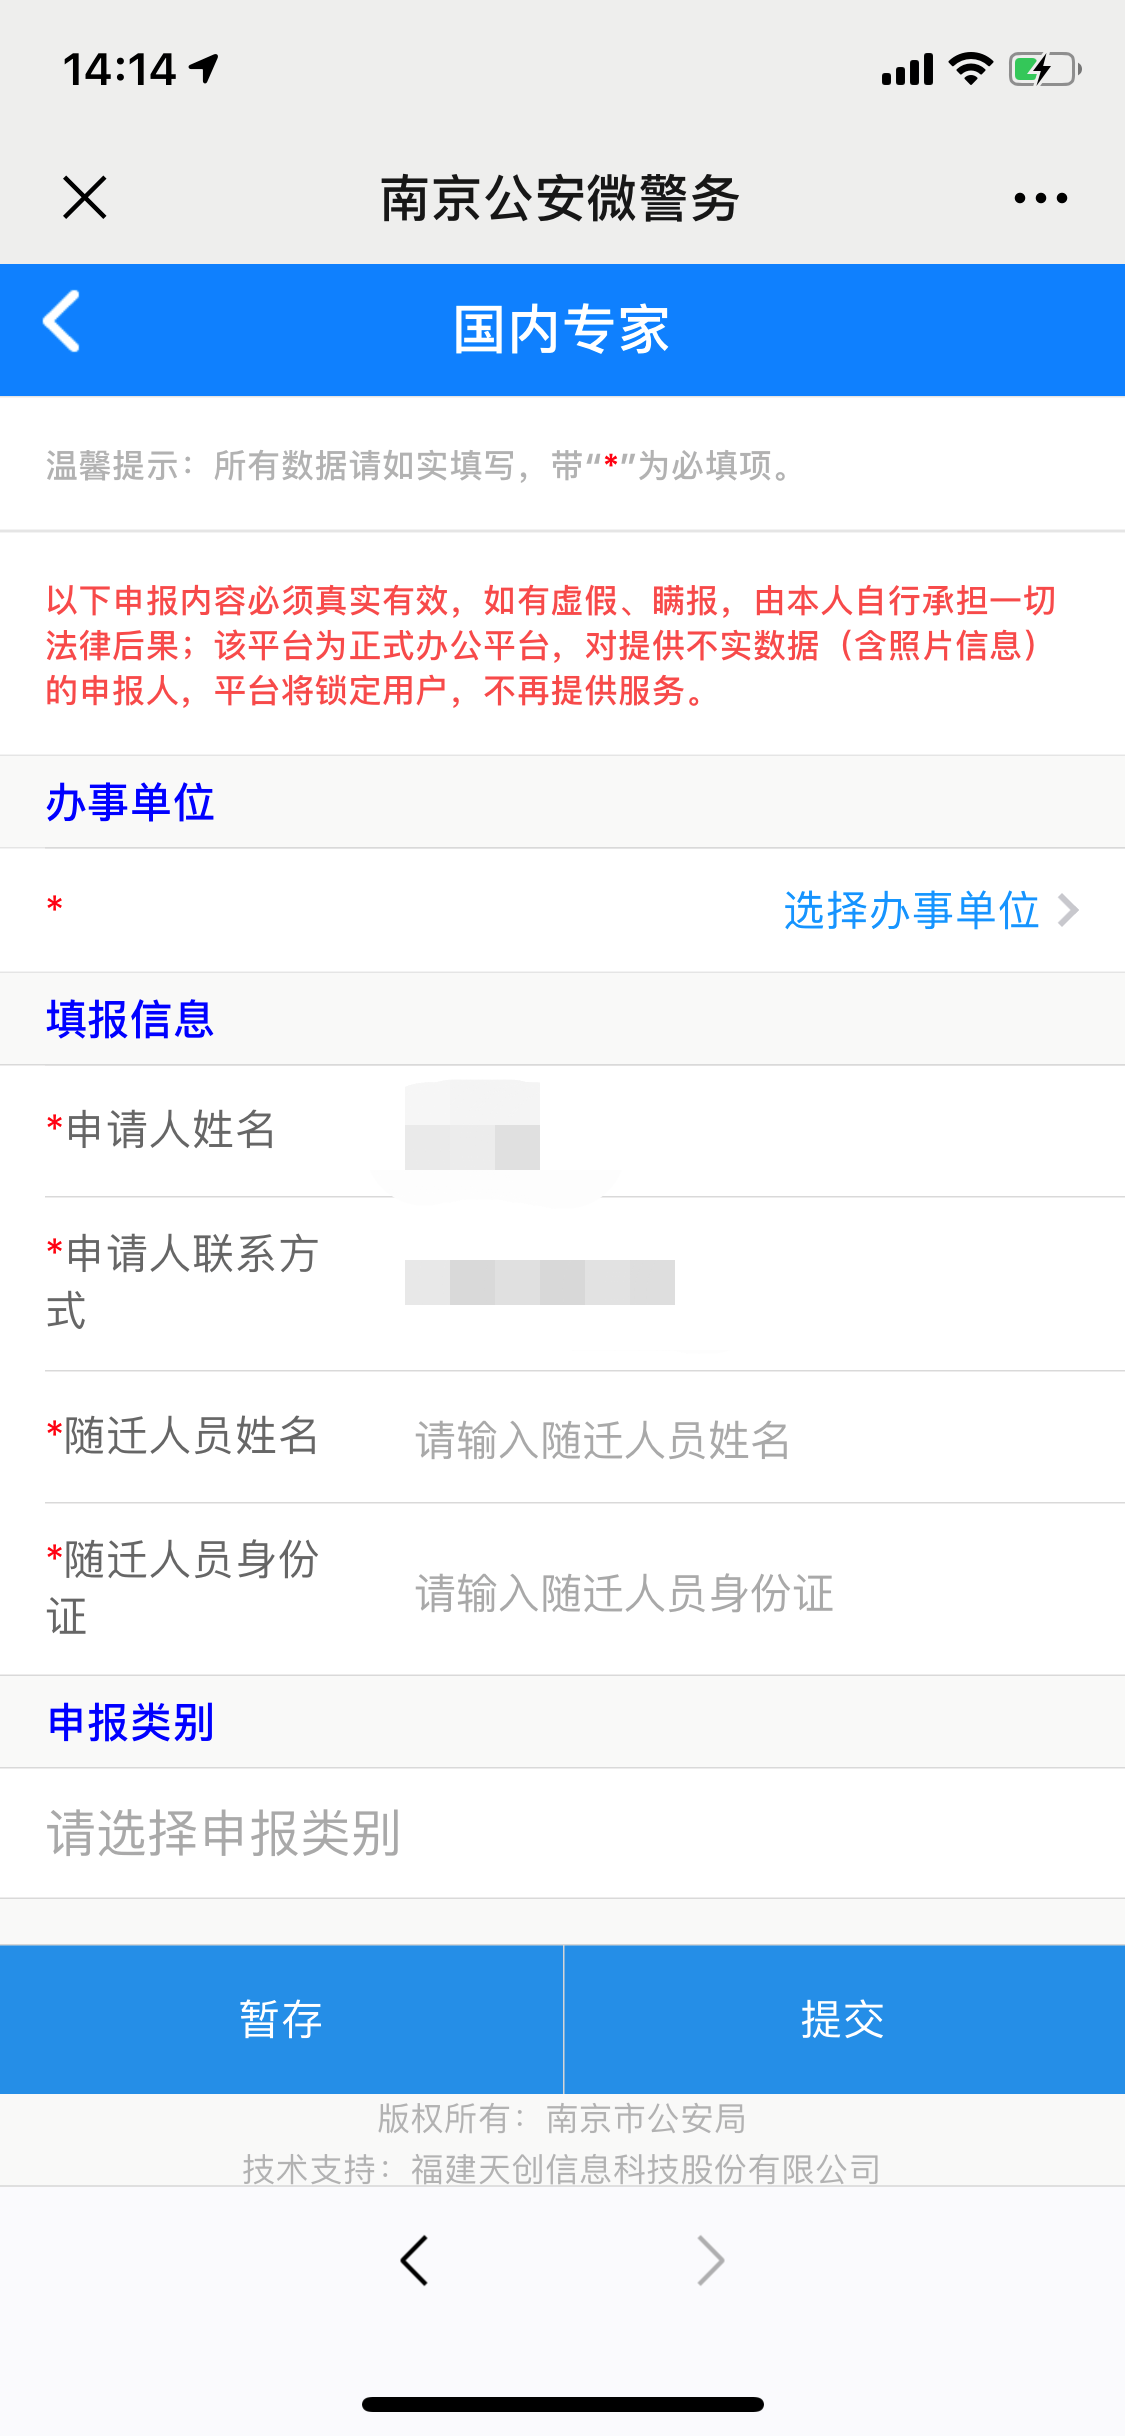 14:14
南京公安微警务
国内专家
温馨提示：所有数据请如实填写，带“*”为必填项。
以下申报内容必须真实有效，如有虚假、瞒报，由本人自行承担一切
法律后果；该平台为正式办公平台，对提供不实数据（含照片信息）
的申报人，平台将锁定用户，不再提供服务。
办事单位
* 选择办事单位
填报信息
*申请人姓名
*申请人联系方
式
*随迁人员姓名 请输入随迁人员姓名
*随迁人员身份
证 请输入随迁人员身份证
申报类别
请选择申报类别
暂存 提交
版权所有：南京市公安局
技术支持：福建天创信息科技股份有限公司